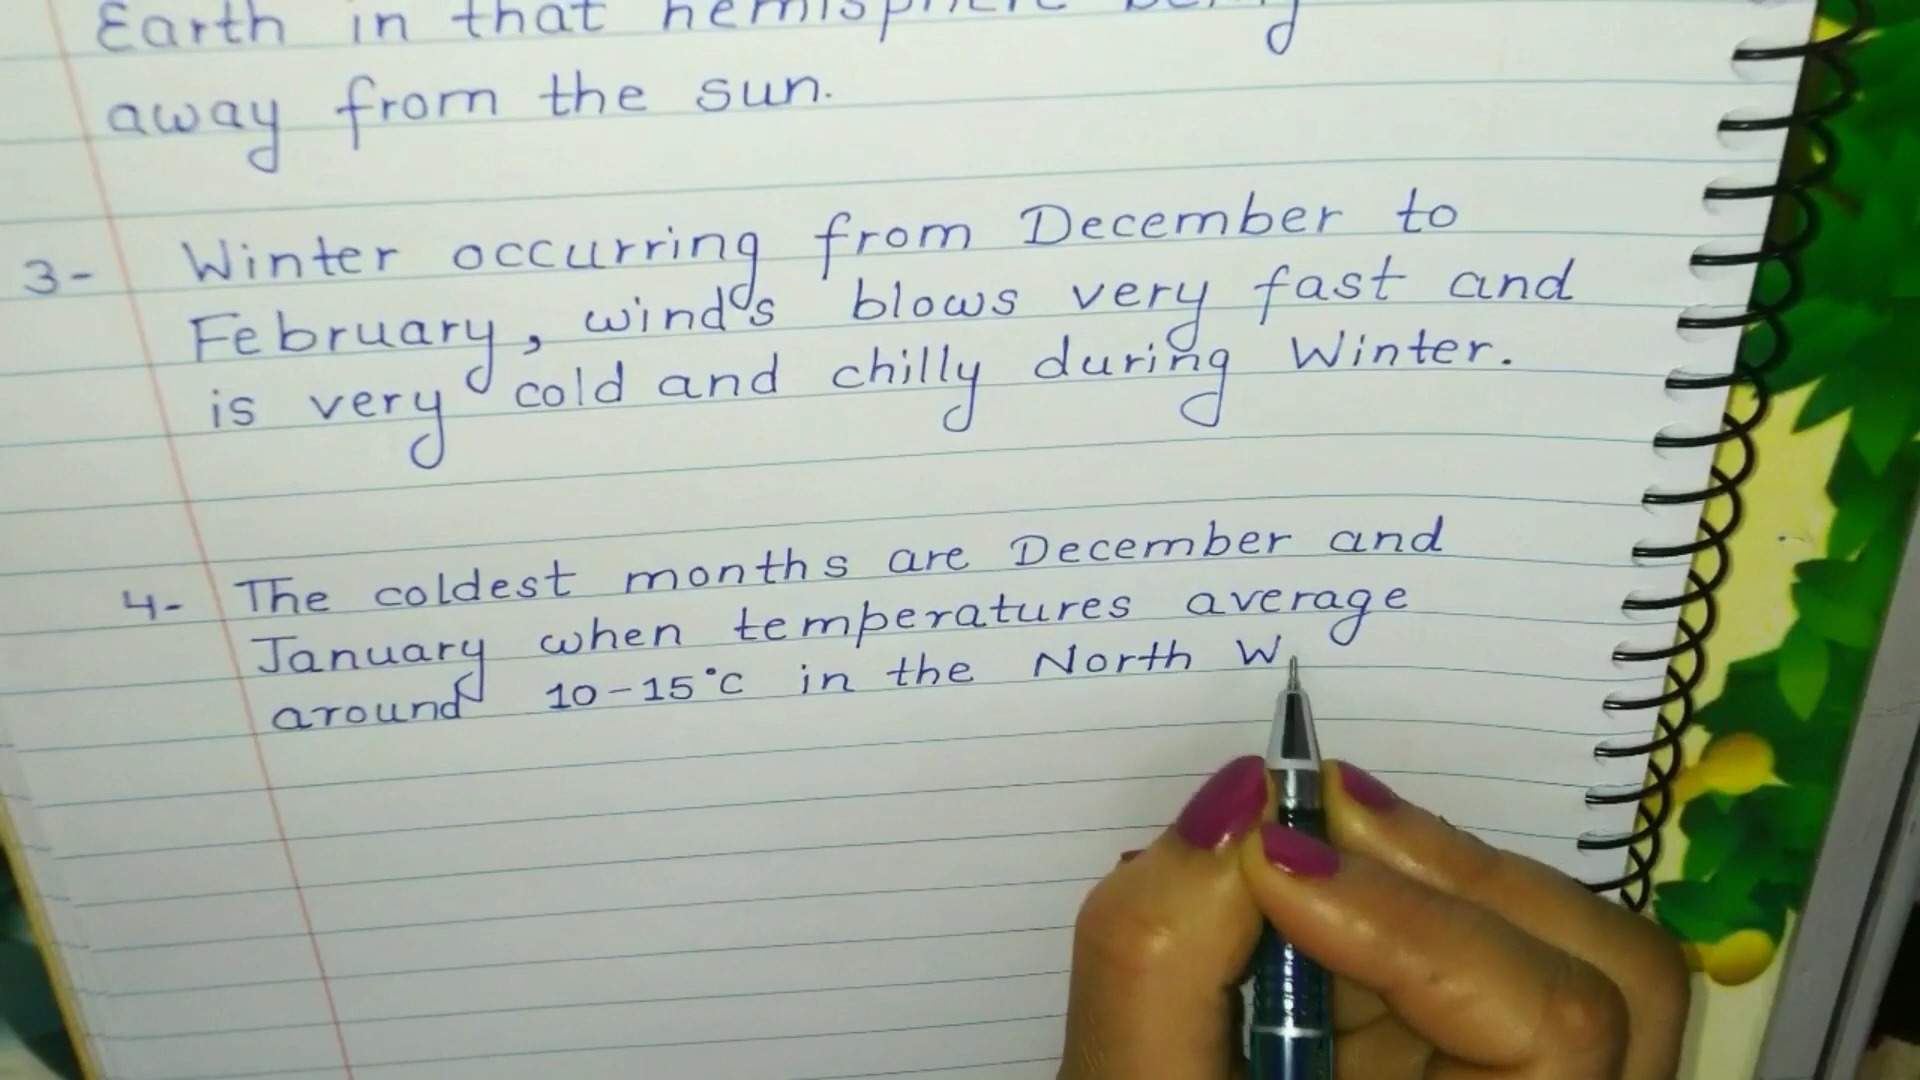 Earth in that hemisphere being
away from the sun.
3- Winter occurring from December to
February, winds blows very fast and
is very cold and chilly during Winter.
4- The coldest months are December and
January when temperatures average
around 10-15°C in the North W